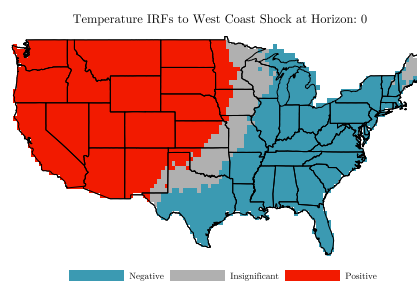 Temperature IRFs to West Coast Shock at Horizon: 0
Negative Insignificant Positive